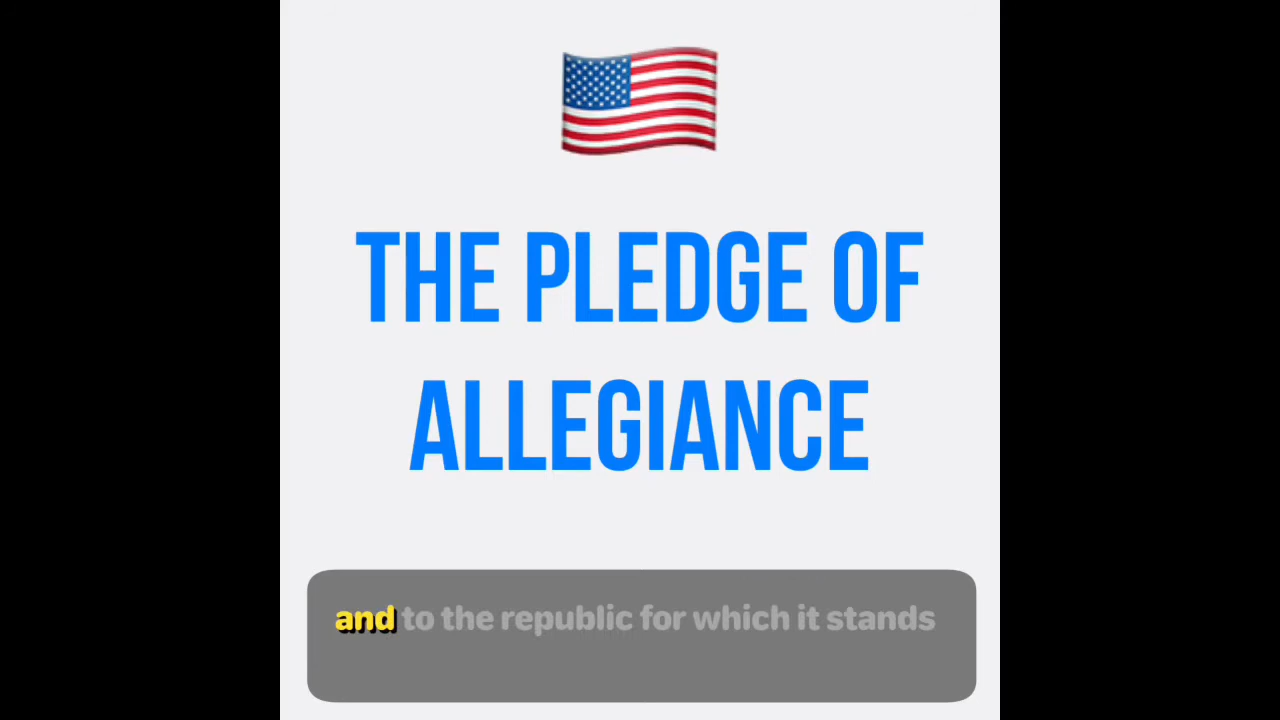 THE PLEDGE OF
ALLEGIANCE
and to the republic for which it stands